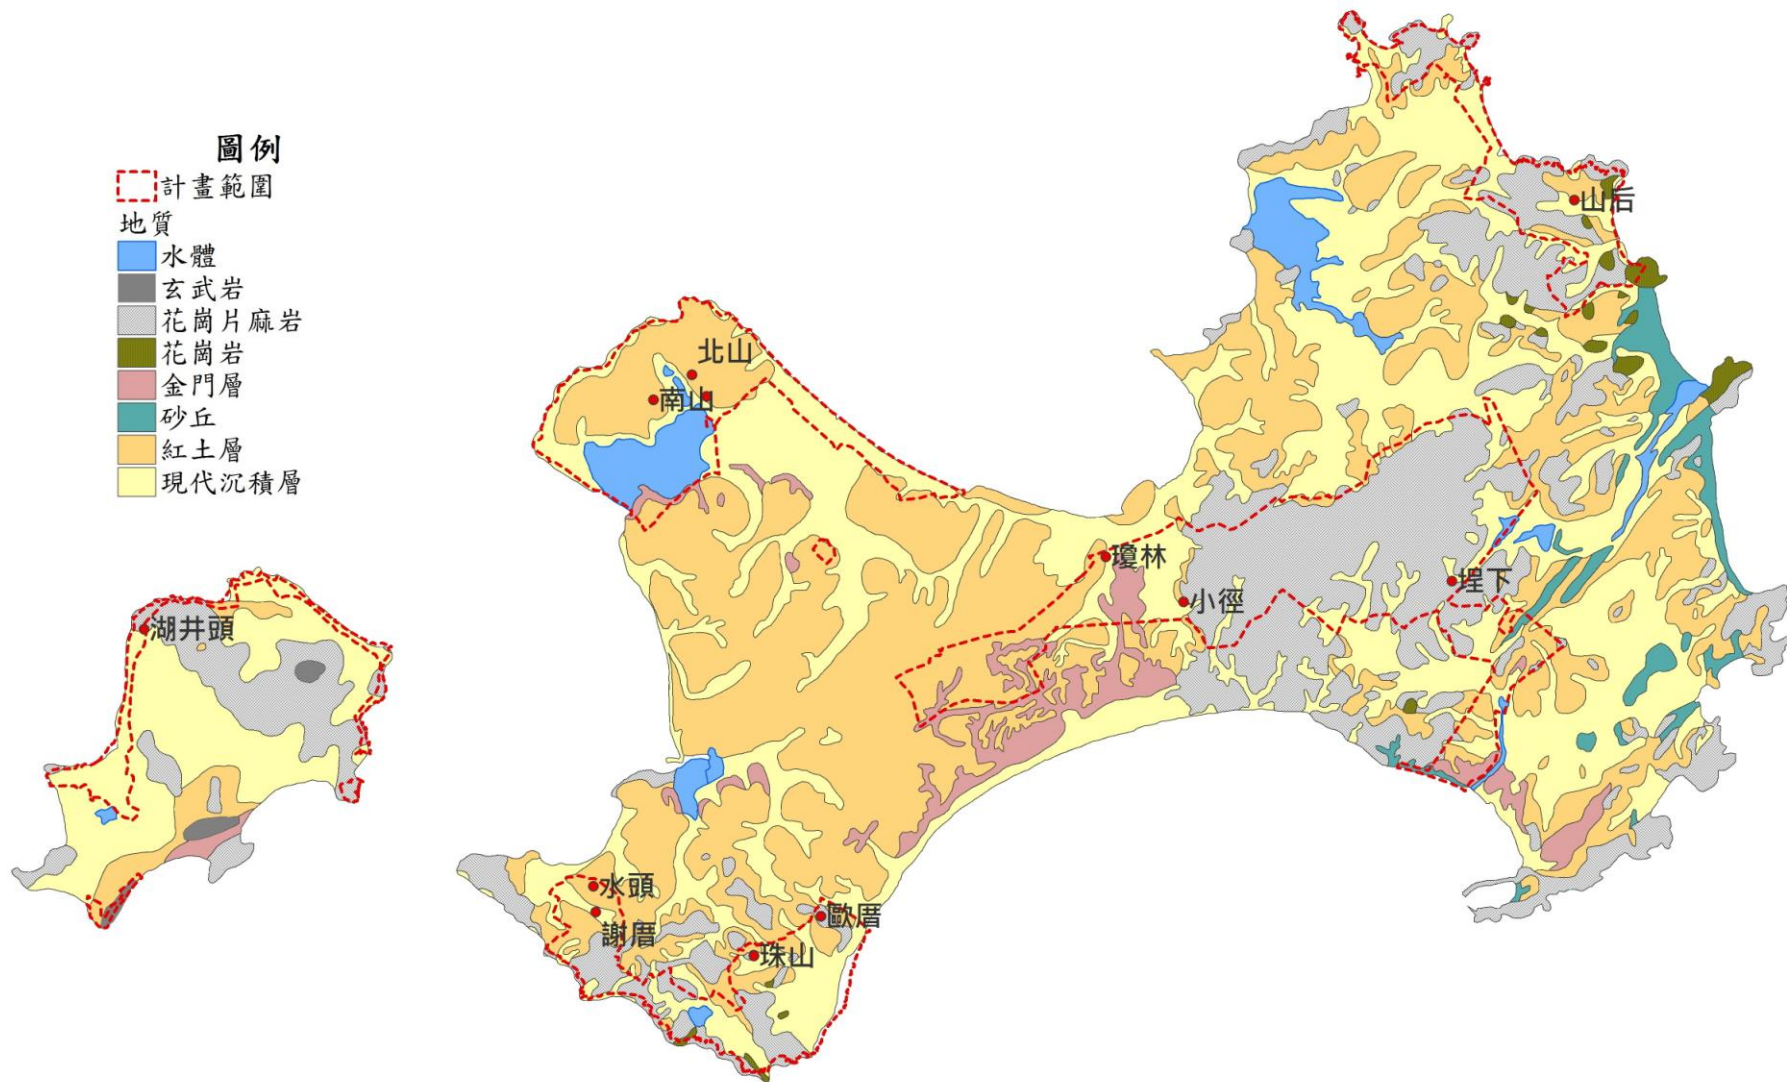 圖例
計畫範圍
地質
水體
玄武岩
花崗片麻岩
花崗岩
金門層
砂丘
紅土層
現代沉積層
山后
北山
南山
瓊林
小徑
埕下
湖井頭
水頭
謝厝
歐厝
珠山